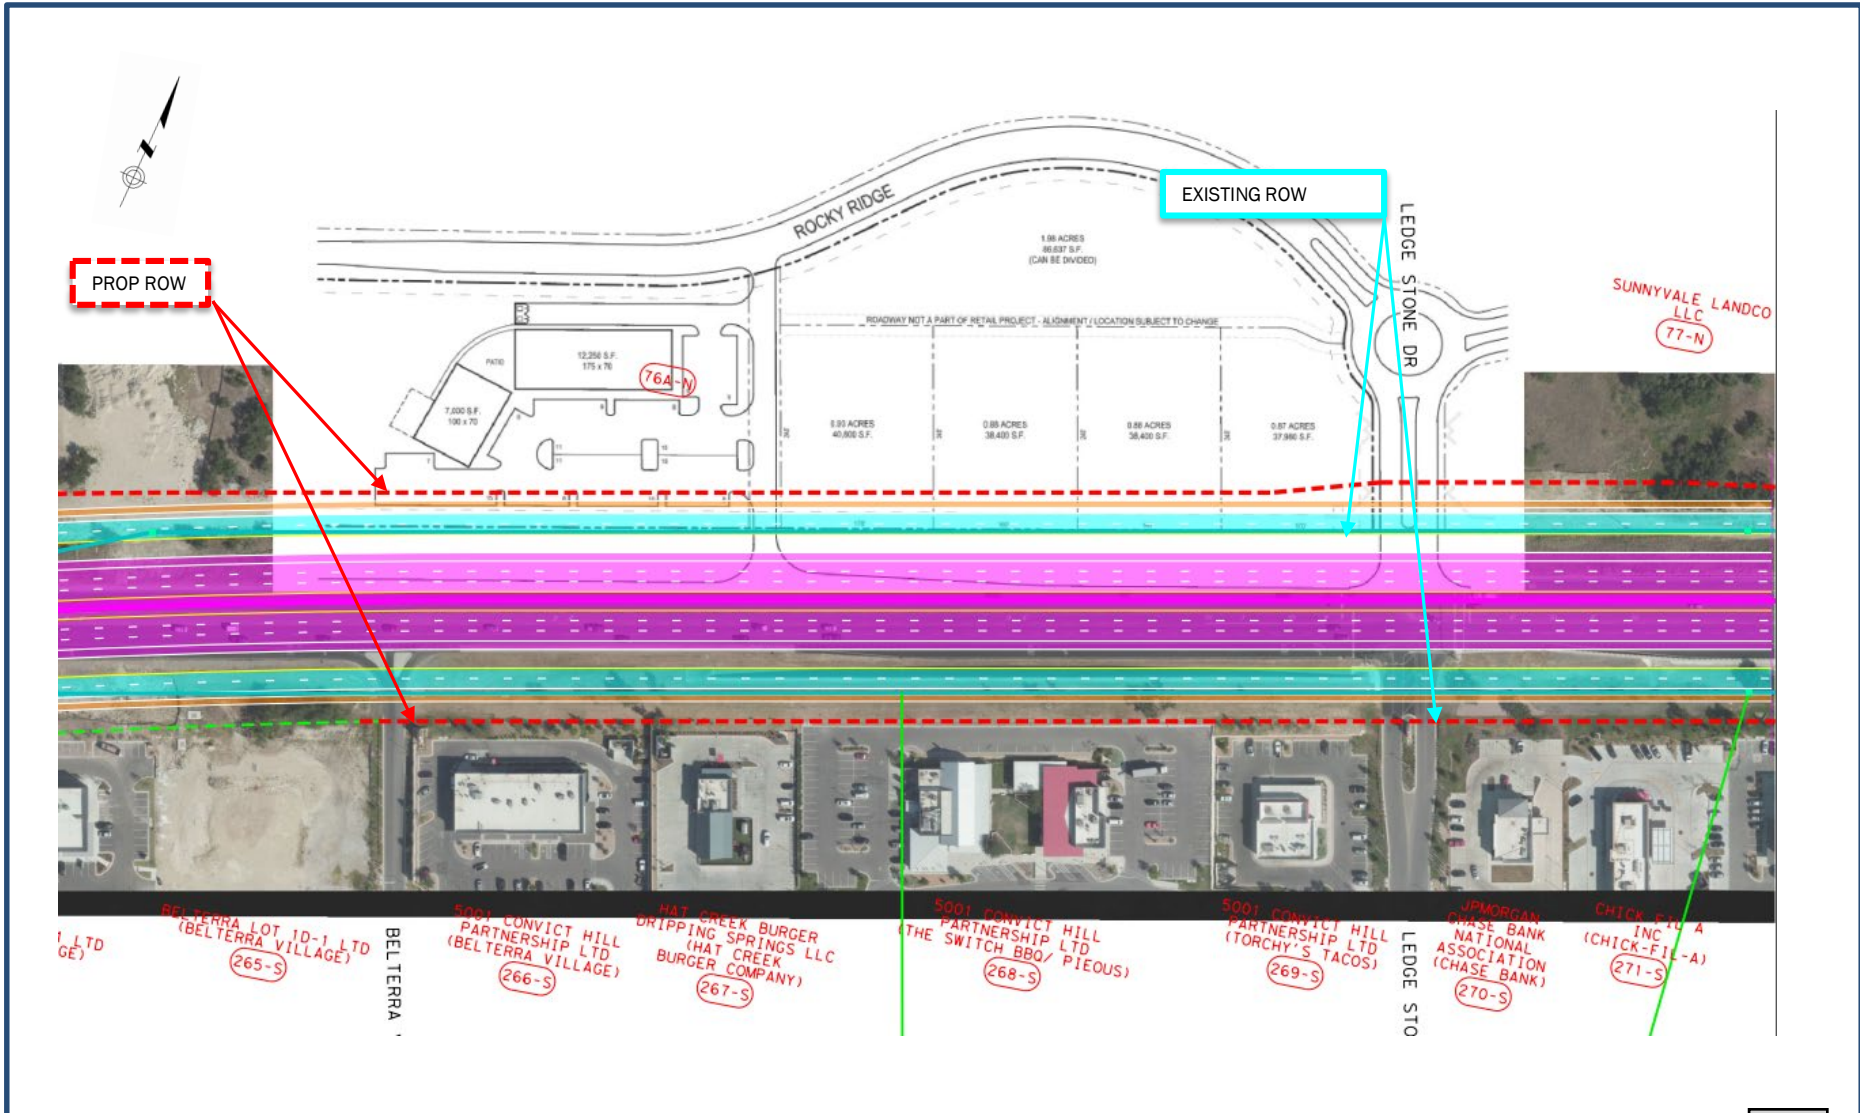 N
EXISTING ROW
PROP ROW
ROCKY RIDGE
LEDGE STONE DR
1.98 ACRES
86,637 S.F.
(CAN BE DIVIDED)
SUNNYVALE LANDCO
LLC
77-N
ROADWAY NOT A PART OF RETAIL PROJECT - ALIGNMENT / LOCATION SUBJECT TO CHANGE
PATIO
12,250 S.F.
175 x 70
76A-N
7,000 S.F.
100 x 70
0.93 ACRES
40,800 S.F.
0.88 ACRES
38,400 S.F.
0.88 ACRES
38,400 S.F.
0.87 ACRES
37,960 S.F.
LTD
GE)
BELTERRA LOT 1D-1 LTD
(BELTERRA VILLAGE)
265-S
BELTERRA
5001 CONVICT HILL
PARTNERSHIP LTD
(BELTERRA VILLAGE)
266-S
HAT CREEK BURGER
DRIPPING SPRINGS LLC
(HAT CREEK
BURGER COMPANY)
267-S
5001 CONVICT HILL
PARTNERSHIP LTD
(THE SWITCH BBQ/ PIEOUS)
268-S
5001 CONVICT HILL
PARTNERSHIP LTD
(TORCHY'S TACOS)
269-S
LEDGE STO
JPMORGAN
CHASE BANK
NATIONAL
ASSOCIATION
(CHASE BANK)
270-S
CHICK FIL A
INC
(CHICK-FIL-A)
271-S